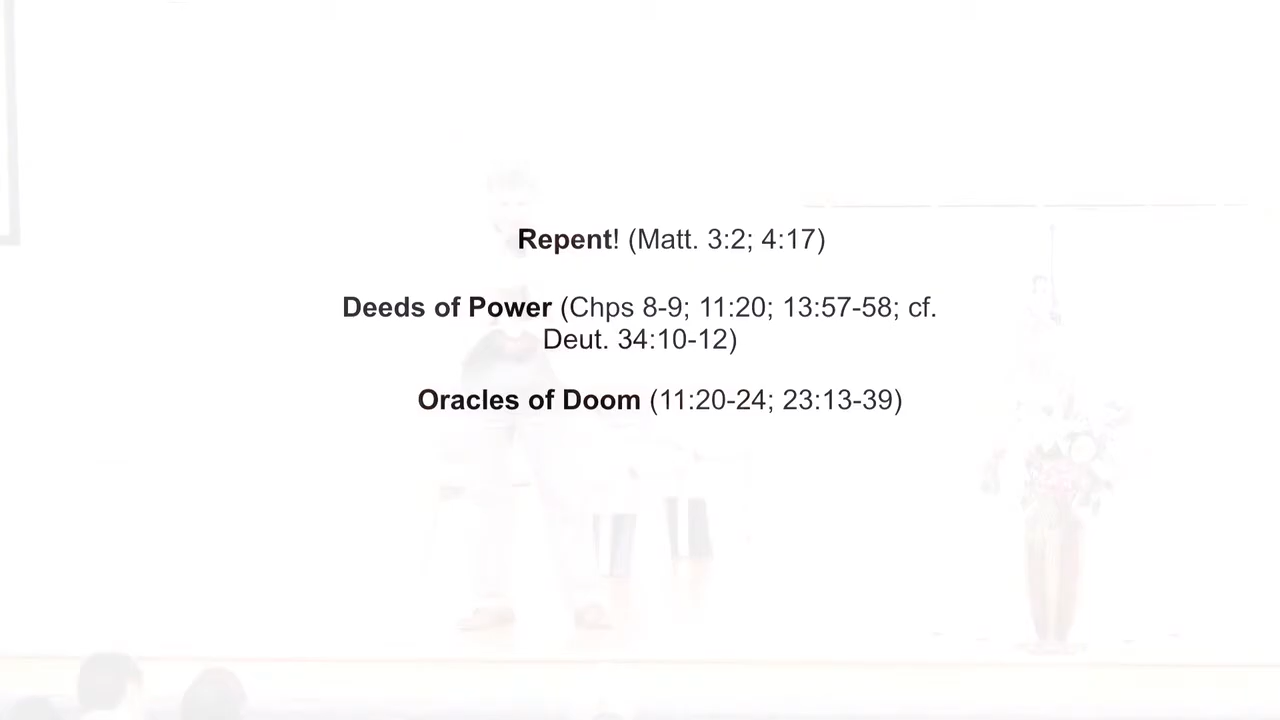 Repent! (Matt. 3:2; 4:17)
Deeds of Power (Chps 8-9; 11:20; 13:57-58; cf.
Deut. 34:10-12)
Oracles of Doom (11:20-24; 23:13-39)